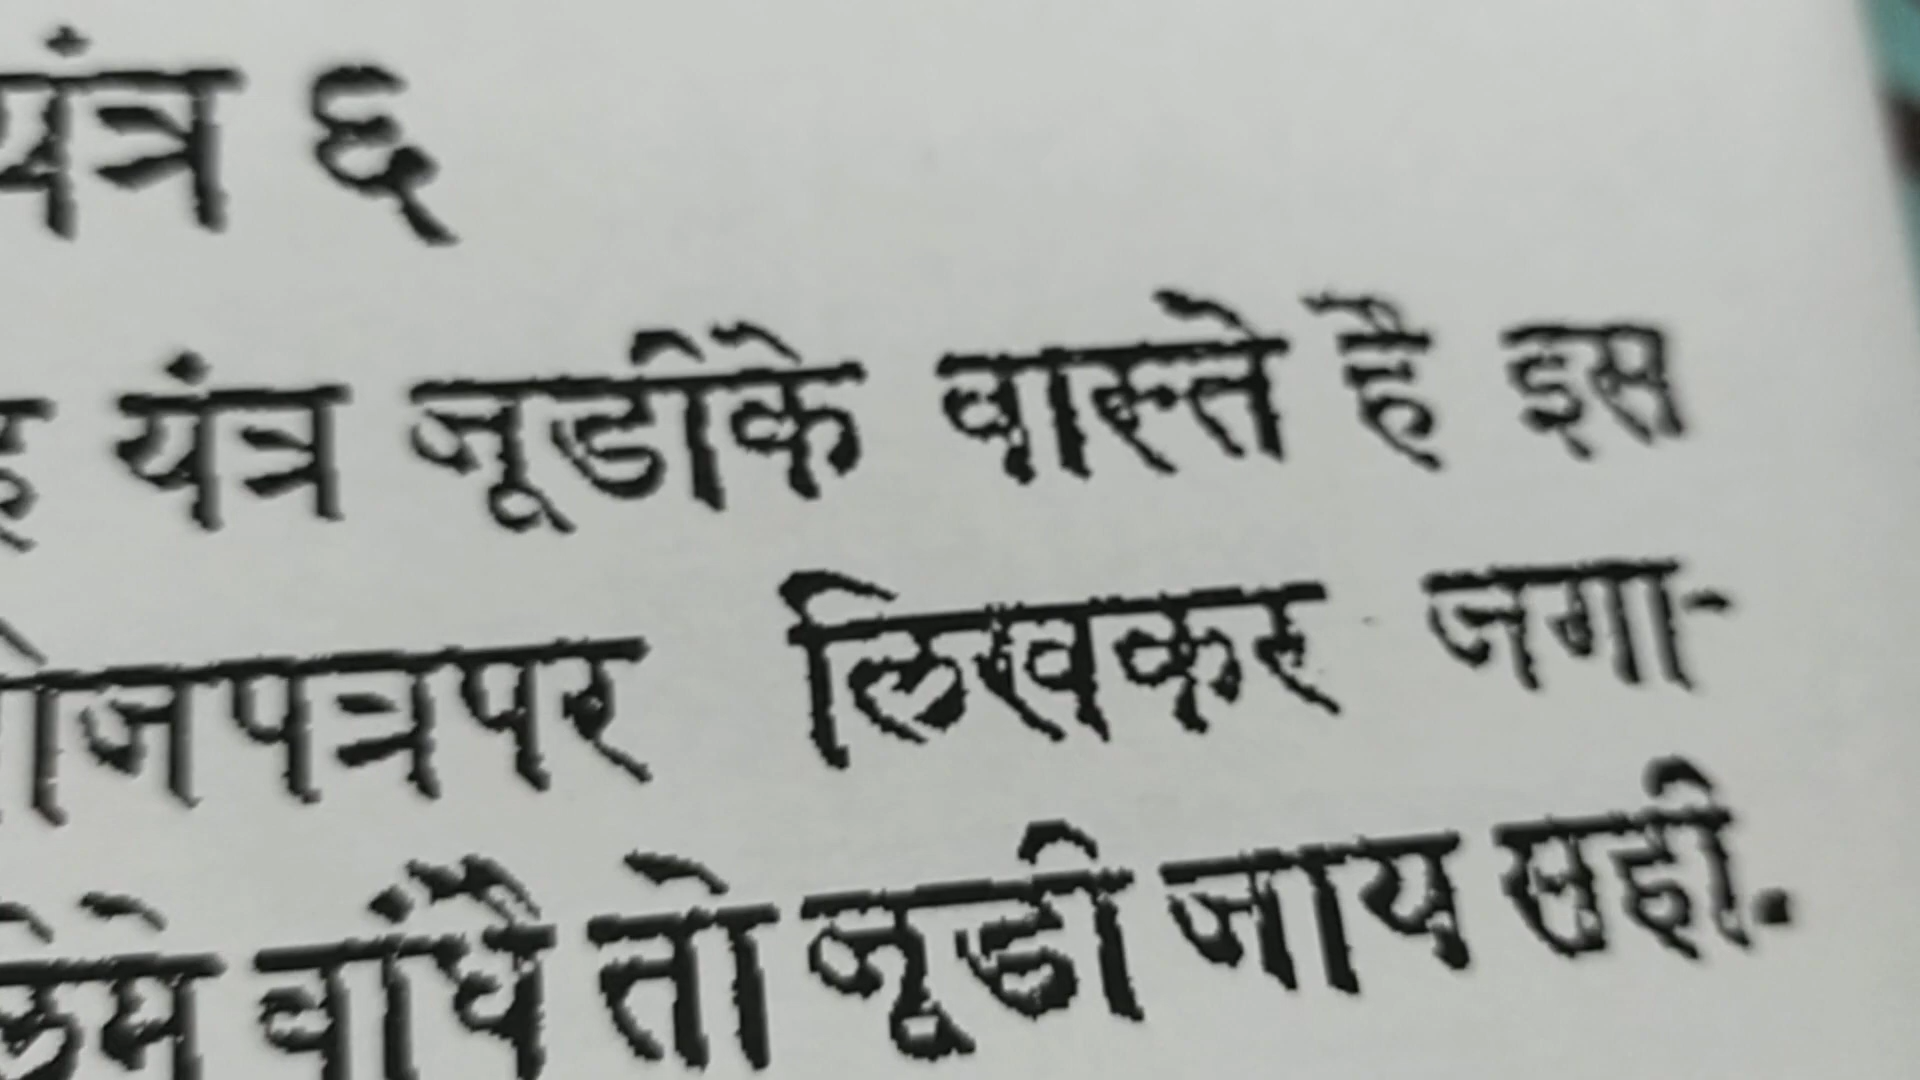 यंत्र ६
यंत्र जूडीके वास्ते है इस
ोजपत्रपर लिखकर जगा-
लेमे वांधै तो जूडी जाय सही.